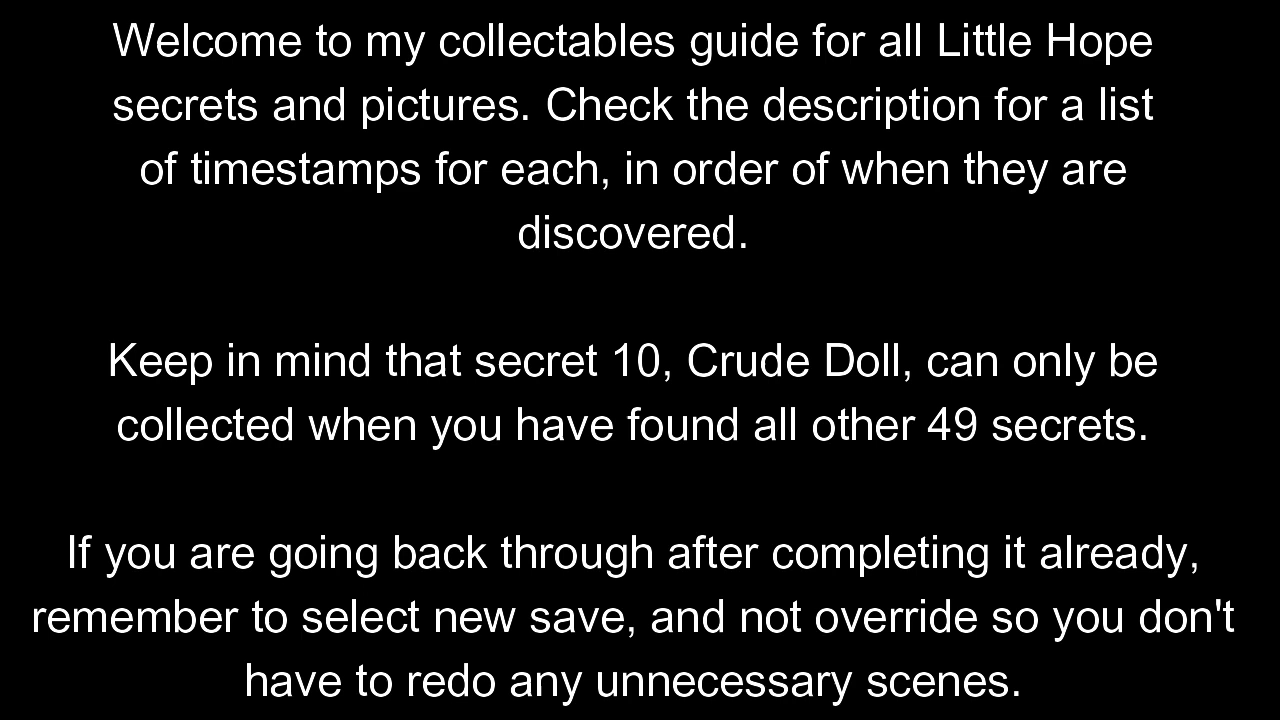 Welcome to my collectables guide for all Little Hope
secrets and pictures. Check the description for a list
of timestamps for each, in order of when they are
discovered.
Keep in mind that secret 10, Crude Doll, can only be
collected when you have found all other 49 secrets.
If you are going back through after completing it already,
remember to select new save, and not override so you don't
have to redo any unnecessary scenes.